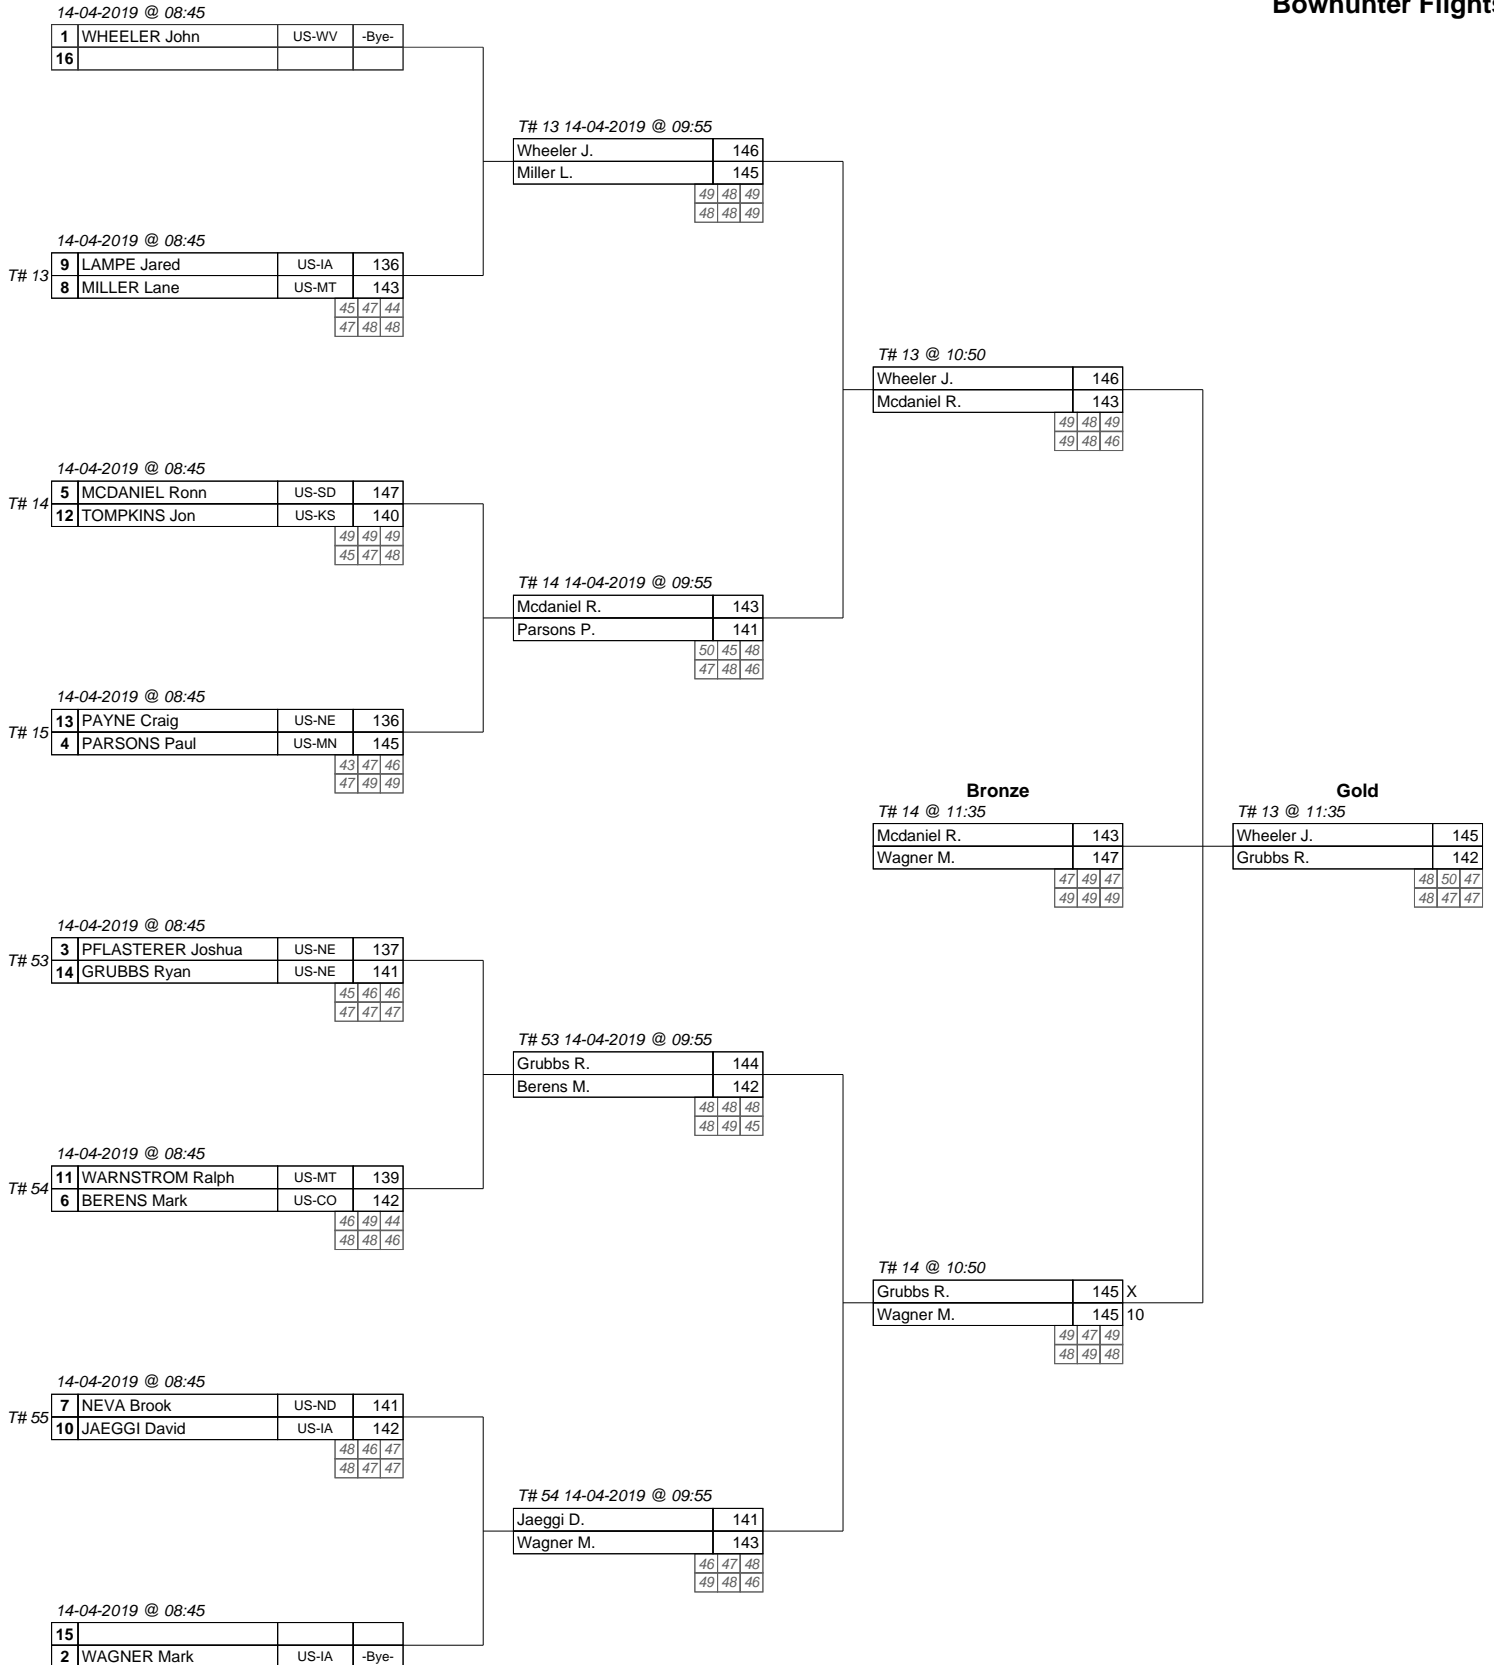 Bowhunter Flights
14-04-2019 @ 08:45
1 WHEELER John US-WV -Bye-
16
T# 13 14-04-2019 @ 09:55
Wheeler J. 146
Miller L. 145
49 48 49
48 48 49
14-04-2019 @ 08:45
T# 13
9 LAMPE Jared US-IA 136
8 MILLER Lane US-MT 143
45 47 44
47 48 48
T# 13 @ 10:50
Wheeler J. 146
Mcdaniel R. 143
49 48 49
49 48 46
14-04-2019 @ 08:45
T# 14
5 MCDANIEL Ronn US-SD 147
12 TOMPKINS Jon US-KS 140
49 49 49
45 47 48
T# 14 14-04-2019 @ 09:55
Mcdaniel R. 143
Parsons P. 141
50 45 48
47 48 46
14-04-2019 @ 08:45
T# 15
13 PAYNE Craig US-NE 136
4 PARSONS Paul US-MN 145
43 47 46
47 49 49
Bronze
T# 14 @ 11:35
Mcdaniel R. 143
Wagner M. 147
47 49 47
49 49 49
Gold
T# 13 @ 11:35
Wheeler J. 145
Grubbs R. 142
48 50 47
48 47 47
14-04-2019 @ 08:45
T# 53
3 PFLASTERER Joshua US-NE 137
14 GRUBBS Ryan US-NE 141
45 46 46
47 47 47
T# 53 14-04-2019 @ 09:55
Grubbs R. 144
Berens M. 142
48 48 48
48 49 45
14-04-2019 @ 08:45
T# 54
11 WARNSTROM Ralph US-MT 139
6 BERENS Mark US-CO 142
46 49 44
48 48 46
T# 14 @ 10:50
Grubbs R. 145 X
Wagner M. 145 10
49 47 49
48 49 48
14-04-2019 @ 08:45
T# 55
7 NEVA Brook US-ND 141
10 JAEGGI David US-IA 142
48 46 47
48 47 47
T# 54 14-04-2019 @ 09:55
Jaeggi D. 141
Wagner M. 143
46 47 48
49 48 46
14-04-2019 @ 08:45
15
2 WAGNER Mark US-IA -Bye-